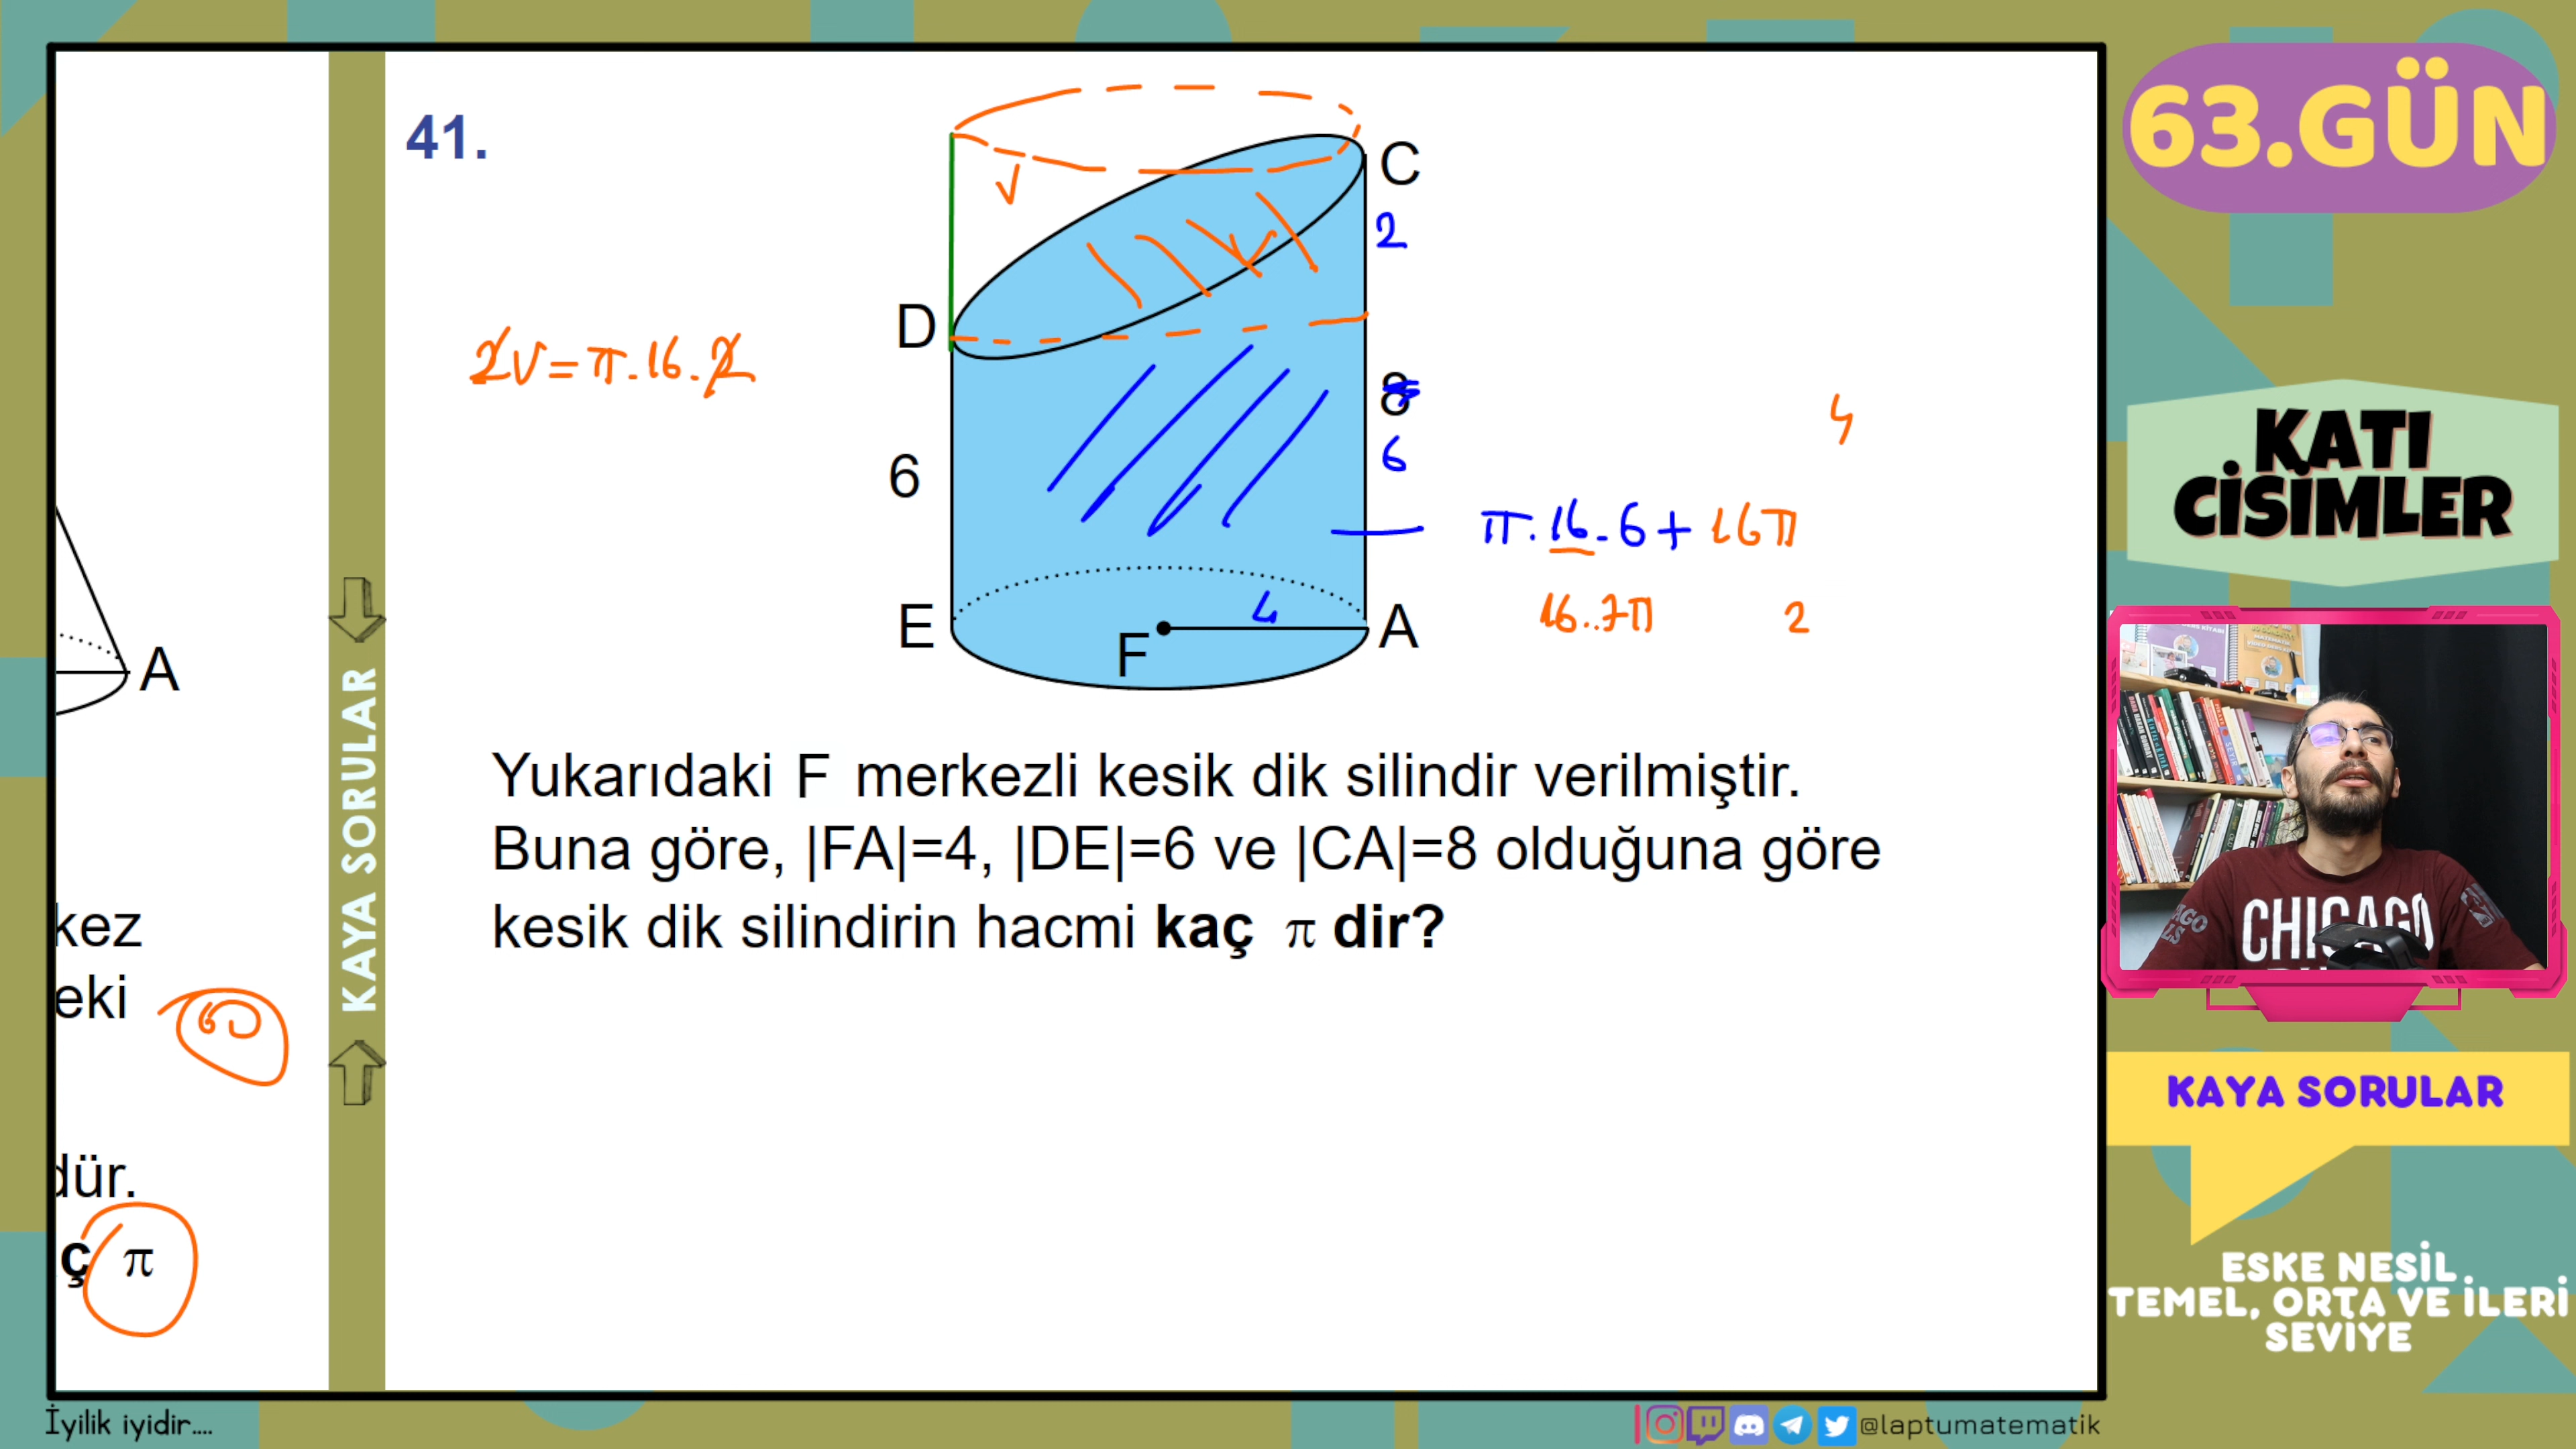 63.GÜN
41.
C
2
D
2V=π.16.2
8
6
6
4
π.16.6+16π
16.7π
2
4
E
F
A
A
KATI
CİSİMLER
KAYA SORULAR
Yukarıdaki F merkezli kesik dik silindir verilmiştir.
Buna göre, |FA|=4, |DE|=6 ve |CA|=8 olduğuna göre
kesik dik silindirin hacmi kaç π dir?
kez
eki
dür.
ç π
CHICAGO
KAYA SORULAR
ESKE NESİL
TEMEL, ORTA VE İLERİ
SEVİYE
İyilik iyidir....
@laptumatematik